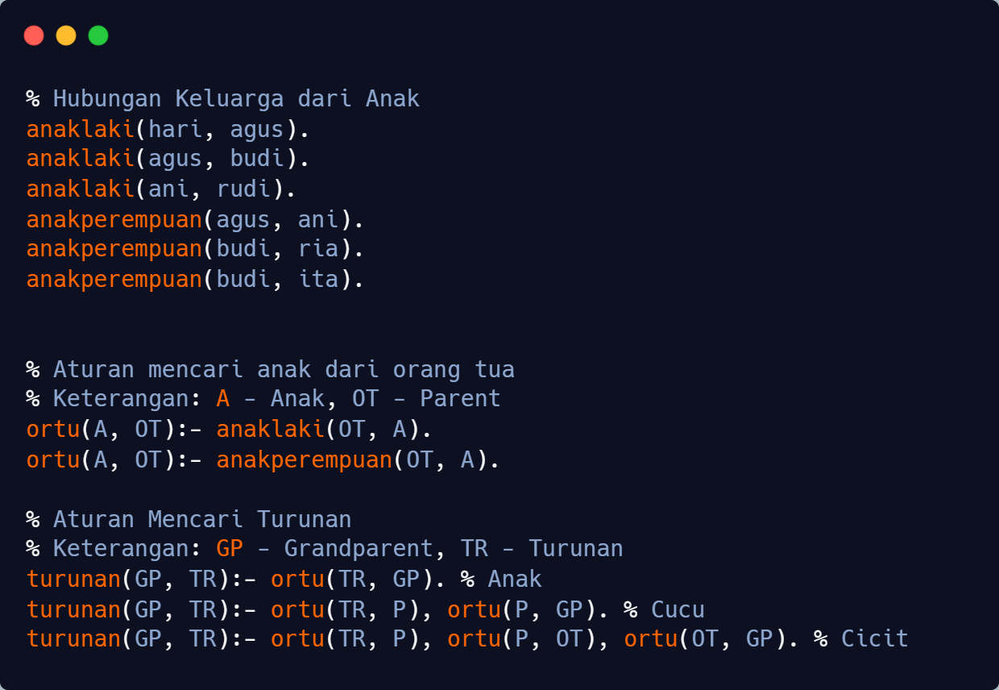 % Hubungan Keluarga dari Anak
anaklaki(hari, agus).
anaklaki(agus, budi).
anaklaki(ani, rudi).
anakperempuan(agus, ani).
anakperempuan(budi, ria).
anakperempuan(budi, ita).
% Aturan mencari anak dari orang tua
% Keterangan: A - Anak, OT - Parent
ortu(A, OT):- anaklaki(OT, A).
ortu(A, OT):- anakperempuan(OT, A).
% Aturan Mencari Turunan
% Keterangan: GP - Grandparent, TR - Turunan
turunan(GP, TR):- ortu(TR, GP). % Anak
turunan(GP, TR):- ortu(TR, P), ortu(P, GP). % Cucu
turunan(GP, TR):- ortu(TR, P), ortu(P, OT), ortu(OT, GP). % Cicit